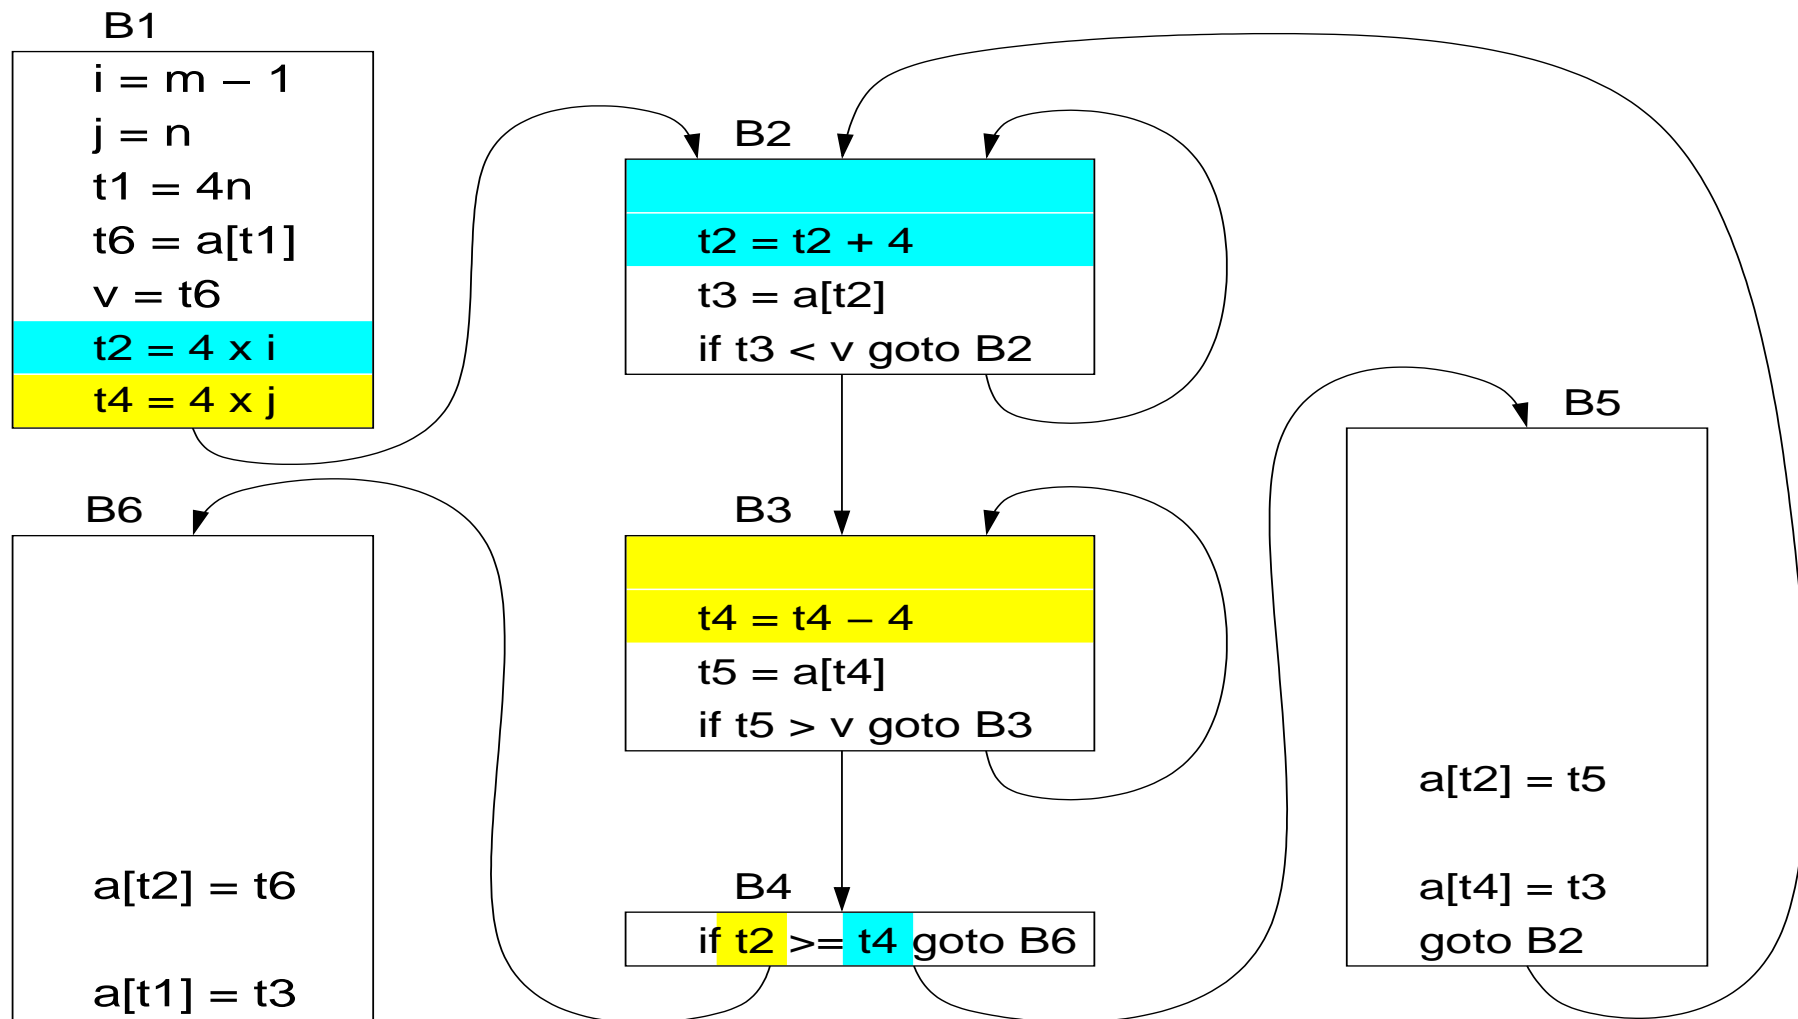 B1
i = m – 1
j = n
t1 = 4n
t6 = a[t1]
v = t6
t2 = 4 x i
t4 = 4 x j
B2
t2 = t2 + 4
t3 = a[t2]
if t3 < v goto B2
B3
t4 = t4 – 4
t5 = a[t4]
if t5 > v goto B3
B4
if t2 >= t4 goto B6
B5
a[t2] = t5
a[t4] = t3
goto B2
B6
a[t2] = t6
a[t1] = t3